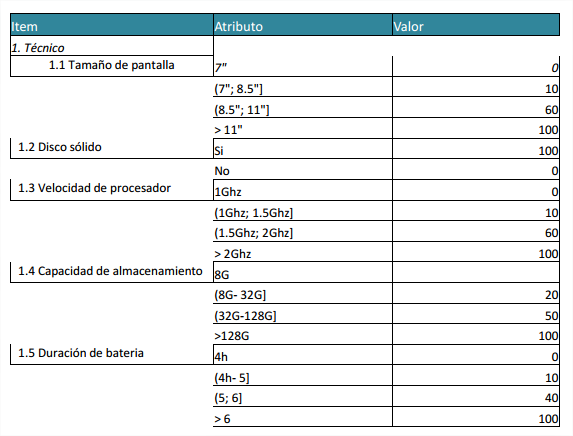 Item Atributo Valor
1. Técnico
1.1 Tamaño de pantalla 7" 0
(7"; 8.5"] 10
(8.5"; 11"] 60
> 11" 100
1.2 Disco sólido Si 100
No 0
1.3 Velocidad de procesador 1Ghz 0
(1Ghz; 1.5Ghz] 10
(1.5Ghz; 2Ghz] 60
> 2Ghz 100
1.4 Capacidad de almacenamiento 8G
(8G- 32G] 20
(32G-128G] 50
>128G 100
1.5 Duración de bateria 4h 0
(4h- 5] 10
(5; 6] 40
> 6 100